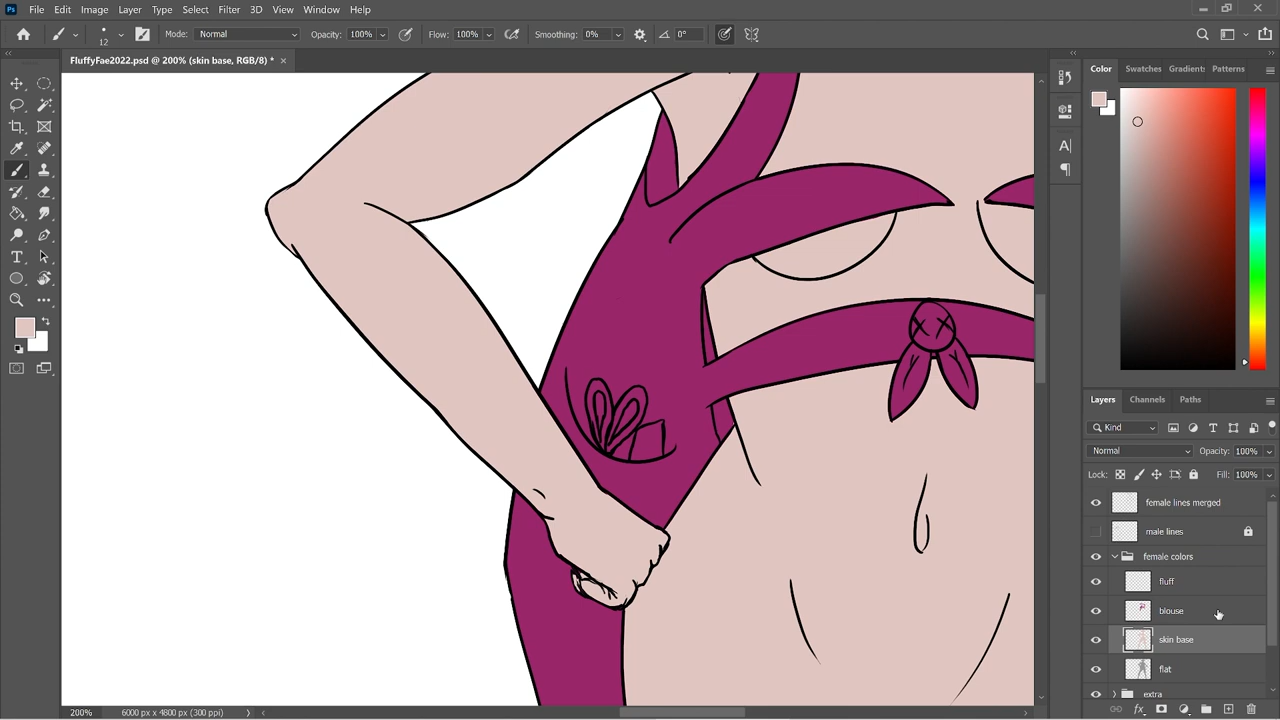 Ps File Edit Image Layer Type Select Filter 3D View Window Help
12 Mode: Normal Opacity: 100% Flow: 100% Smoothing: 0% 0°
FluffyFae2022.psd @ 200% (skin base, RGB/8) * ×
Color Swatches Gradients Patterns
Layers Channels Paths
Kind
Normal Opacity: 100%
Lock: Fill: 100%
female lines merged
male lines
female colors
fluff
blouse
skin base
flat
extra
200% 6000 px x 4800 px (300 ppi)